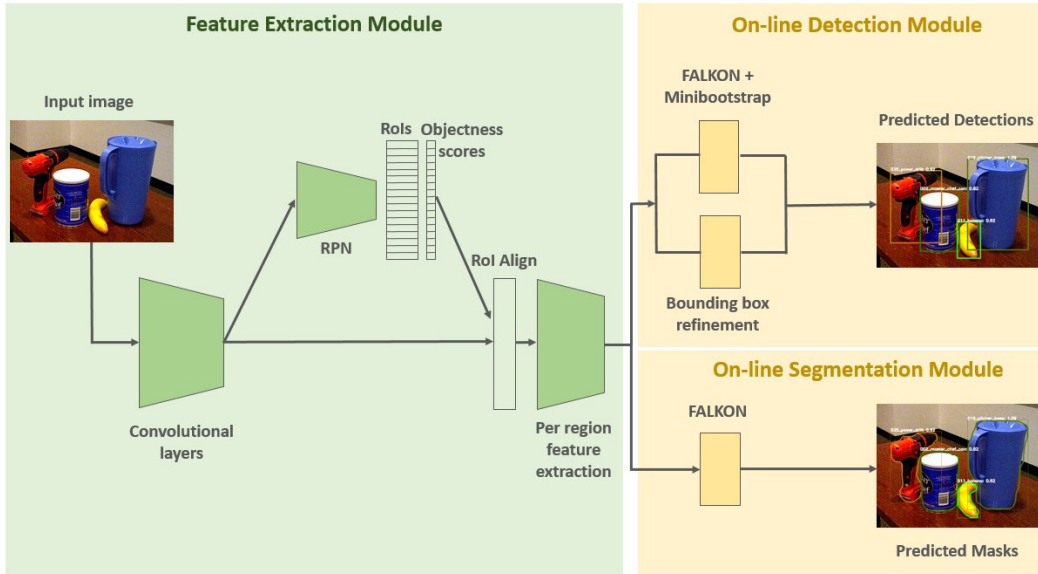 Feature Extraction Module
Input image
RoIs
Objectness
scores
RPN
RoI Align
Convolutional
layers
Per region
feature
extraction
On-line Detection Module
FALKON +
Minibootstrap
Bounding box
refinement
Predicted Detections
On-line Segmentation Module
FALKON
Predicted Masks